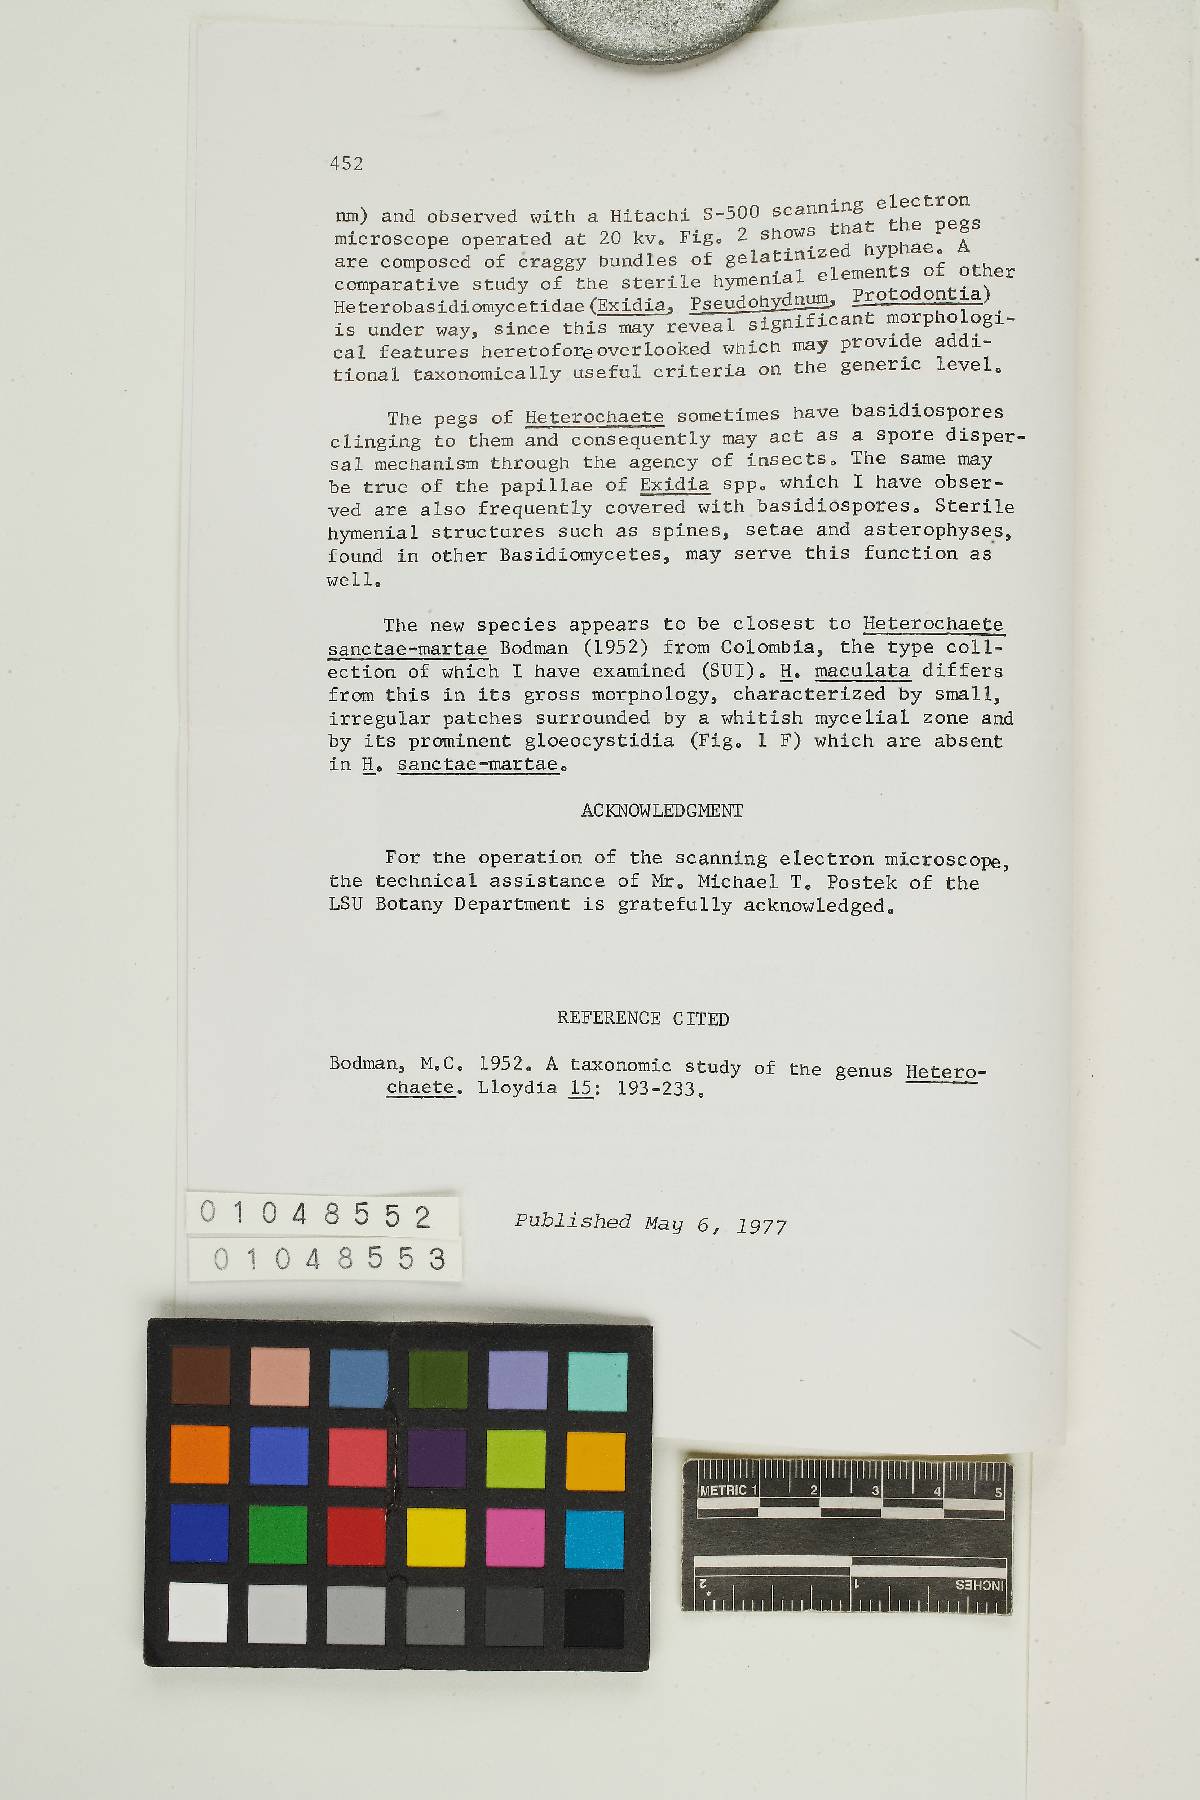 452
nm) and observed with a Hitachi S-500 scanning electron
microscope operated at 20 kv. Fig. 2 shows that the pegs
are composed of craggy bundles of gelatinized hyphae. A
comparative study of the sterile hymenial elements of other
Heterobasidiomycetidae (Exidia, Pseudohydnum, Protodontia)
is under way, since this may reveal significant morphologi-
cal features heretofore overlooked which may provide addi-
tional taxonomically useful criteria on the generic level.
The pegs of Heterochaete sometimes have basidiospores
clinging to them and consequently may act as a spore disper-
sal mechanism through the agency of insects. The same may
be true of the papillae of Exidia spp. which I have obser-
ved are also frequently covered with basidiospores. Sterile
hymenial structures such as spines, setae and asterophyses,
found in other Basidiomycetes, may serve this function as
well.
The new species appears to be closest to Heterochaete
sanctae-martae Bodman (1952) from Colombia, the type coll-
ection of which I have examined (SUI). H. maculata differs
from this in its gross morphology, characterized by small,
irregular patches surrounded by a whitish mycelial zone and
by its prominent gloeocystidia (Fig. 1 F) which are absent
in H. sanctae-martae.
ACKNOWLEDGMENT
For the operation of the scanning electron microscope,
the technical assistance of Mr. Michael T. Postek of the
LSU Botany Department is gratefully acknowledged.
REFERENCE CITED
Bodman, M.C. 1952. A taxonomic study of the genus Hetero-
chaete. Lloydia 15: 193-233.
01048552
Published May 6, 1977
01048553
METRIC 1 2 3 4 5
2 1 INCHES